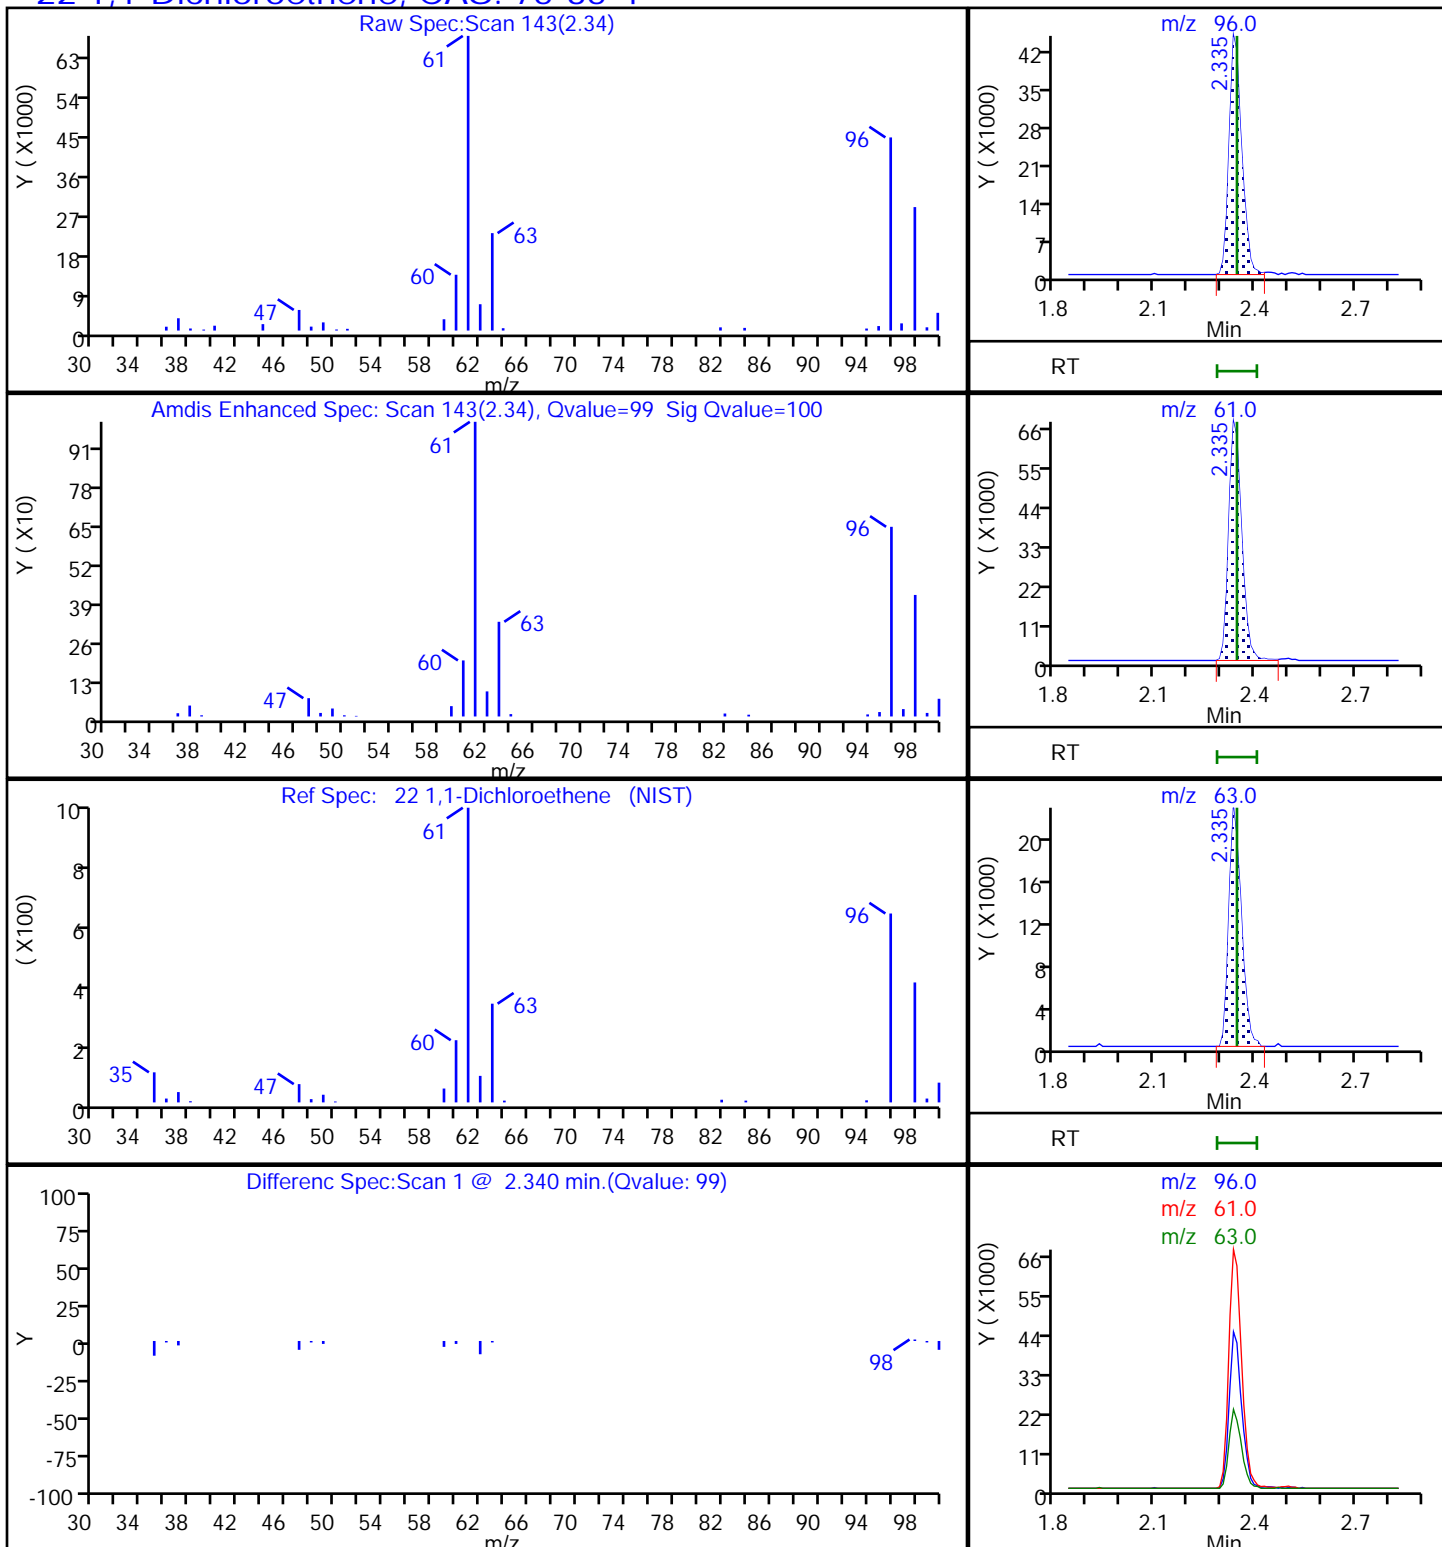 22 1,1-Dichloroethene, CAS: 75-35-4
Raw Spec:Scan 143(2.34)
61
96
63
60
47
Y ( X1000)
63
54
45
36
27
18
9
0
30 34 38 42 46 50 54 58 62 66 70 74 78 82 86 90 94 98
m/z
m/z 96.0
2.335
Y ( X1000)
42
35
28
21
14
7
0
1.8 2.1 2.4 2.7
Min
RT
Amdis Enhanced Spec: Scan 143(2.34), Qvalue=99 Sig Qvalue=100
61
96
63
60
47
Y ( X10)
91
78
65
52
39
26
13
0
30 34 38 42 46 50 54 58 62 66 70 74 78 82 86 90 94 98
m/z
m/z 61.0
2.335
Y ( X1000)
66
55
44
33
22
11
0
1.8 2.1 2.4 2.7
Min
RT
Ref Spec: 22 1,1-Dichloroethene (NIST)
61
96
63
60
35
47
( X100)
10
8
6
4
2
0
30 34 38 42 46 50 54 58 62 66 70 74 78 82 86 90 94 98
m/z 63.0
2.335
Y ( X1000)
20
16
12
8
4
0
1.8 2.1 2.4 2.7
Min
RT
Differenc Spec:Scan 1 @ 2.340 min.(Qvalue: 99)
98
Y
100
75
50
25
0
-25
-50
-75
-100
30 34 38 42 46 50 54 58 62 66 70 74 78 82 86 90 94 98
m/z
m/z 96.0
m/z 61.0
m/z 63.0
Y ( X1000)
66
55
44
33
22
11
0
1.8 2.1 2.4 2.7
Min